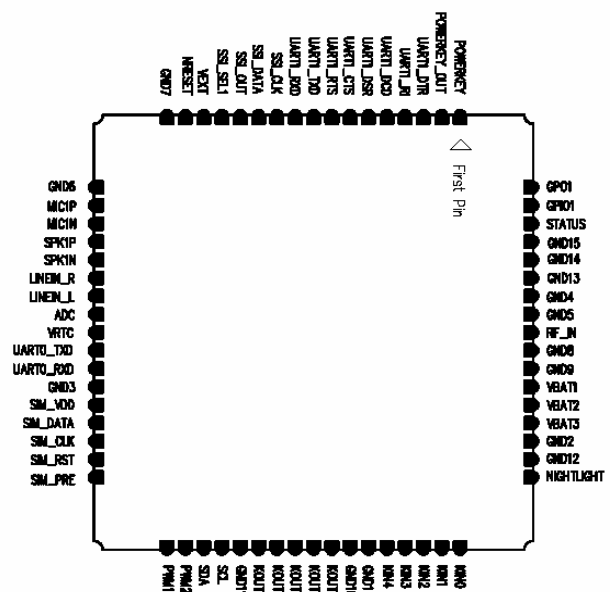 GND7
NRESET
VEXT
SSI_SEL1
SSI_OUT
SSI_DATA
SSI_CLK
UART1_RXD
UART1_TXD
UART1_RTS
UART1_CTS
UART1_DSR
UART1_DCD
UART1_RI
UART1_DTR
POWERKEY_OUT
POWERKEY
First Pin
GND6
MIC1P
MIC1N
SPK1P
SPK1N
LINEIN_R
LINEIN_L
ADC
VRTC
UART0_TXD
UART0_RXD
GND3
SIM_VDD
SIM_DATA
SIM_CLK
SIM_RST
SIM_PRE
GPO1
GPIO1
STATUS
GND15
GND14
GND13
GND4
GND5
RF_IN
GND8
GND9
VBAT1
VBAT2
VBAT3
GND2
GND12
NIGHTLIGHT
PWM1
PWM2
SDA
SCL
GND1
KOUT
KOUT
KOUT
KOUT
KOUT
GND1
GND1
KIN4
KIN3
KIN2
KIN1
KIN0